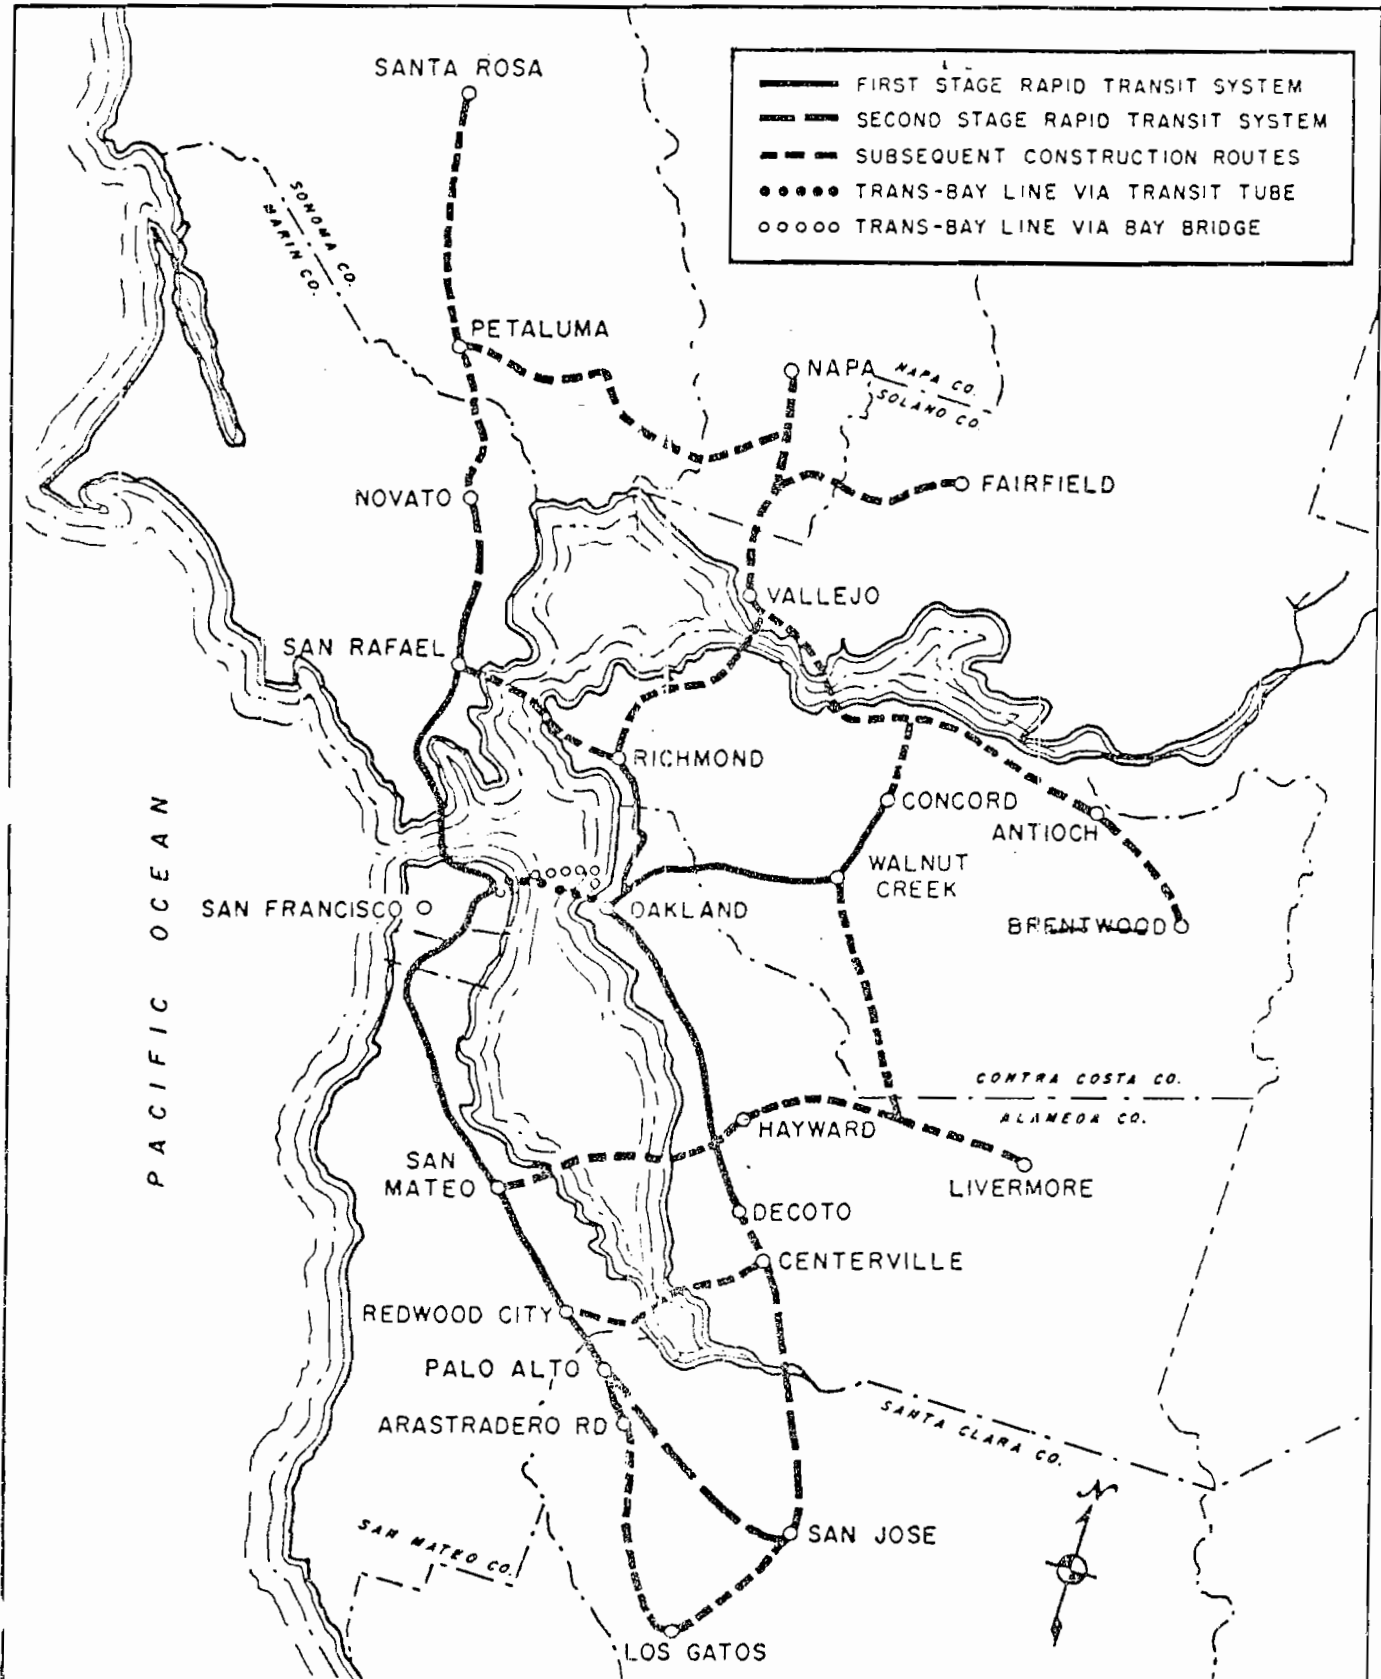 SANTA ROSA
FIRST STAGE RAPID TRANSIT SYSTEM
SECOND STAGE RAPID TRANSIT SYSTEM
SUBSEQUENT CONSTRUCTION ROUTES
TRANS-BAY LINE VIA TRANSIT TUBE
TRANS-BAY LINE VIA BAY BRIDGE
SONOMA CO.
MARIN CO.
PETALUMA
NAPA
NAPA CO.
SOLANO CO.
NOVATO
FAIRFIELD
VALLEJO
SAN RAFAEL
RICHMOND
CONCORD
ANTIOCH
WALNUT
CREEK
PACIFIC OCEAN
SAN FRANCISCO
OAKLAND
BRENTWOOD
CONTRA COSTA CO.
ALAMEDA CO.
HAYWARD
SAN
MATEO
LIVERMORE
DECOTO
CENTERVILLE
REDWOOD CITY
PALO ALTO
ARASTRADERO RD
SANTA CLARA CO.
N
SAN MATEO CO.
SAN JOSE
LOS GATOS